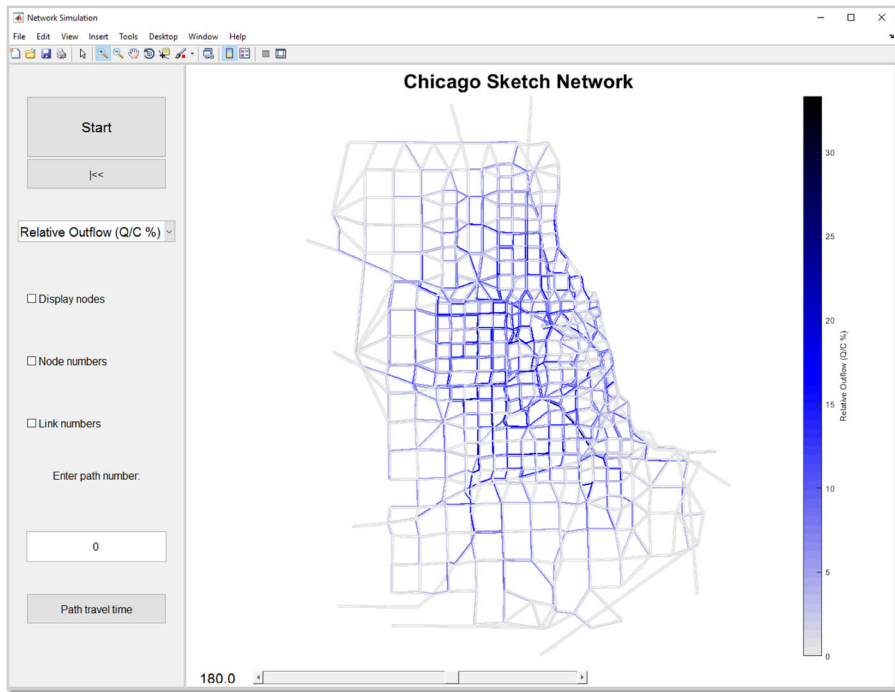 Network Simulation
File Edit View Insert Tools Desktop Window Help
Chicago Sketch Network
Start
|<<
Relative Outflow (Q/C %)
Display nodes
Node numbers
Link numbers
Enter path number:
0
Path travel time
180.0
30
25
20
15
10
5
0
Relative Outflow (Q/C %)